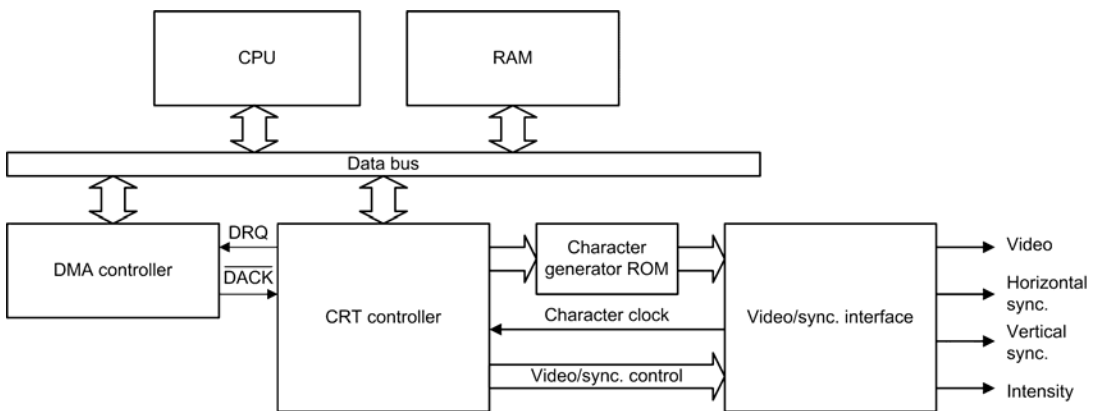 CPU
RAM
Data bus
DMA controller
DRQ
DACK
CRT controller
Character
generator ROM
Character clock
Video/sync. control
Video/sync. interface
Video
Horizontal
sync.
Vertical
sync.
Intensity